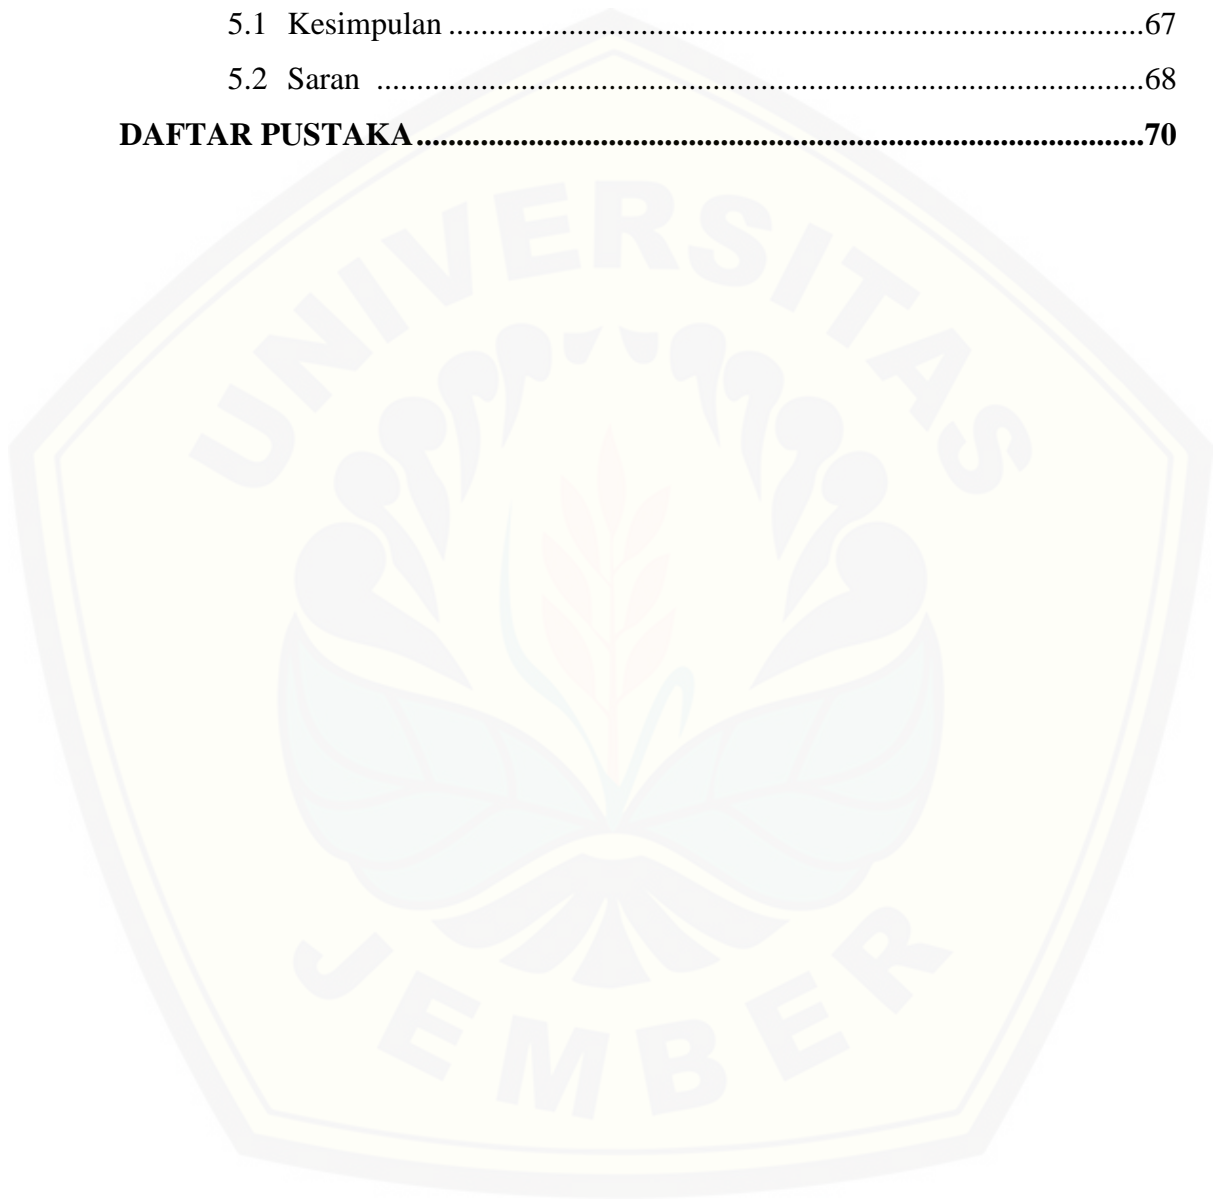 5.1 Kesimpulan ........................................................................................67
5.2 Saran .................................................................................................68
DAFTAR PUSTAKA............................................................................................70
UNIVERSITAS
JEMBER